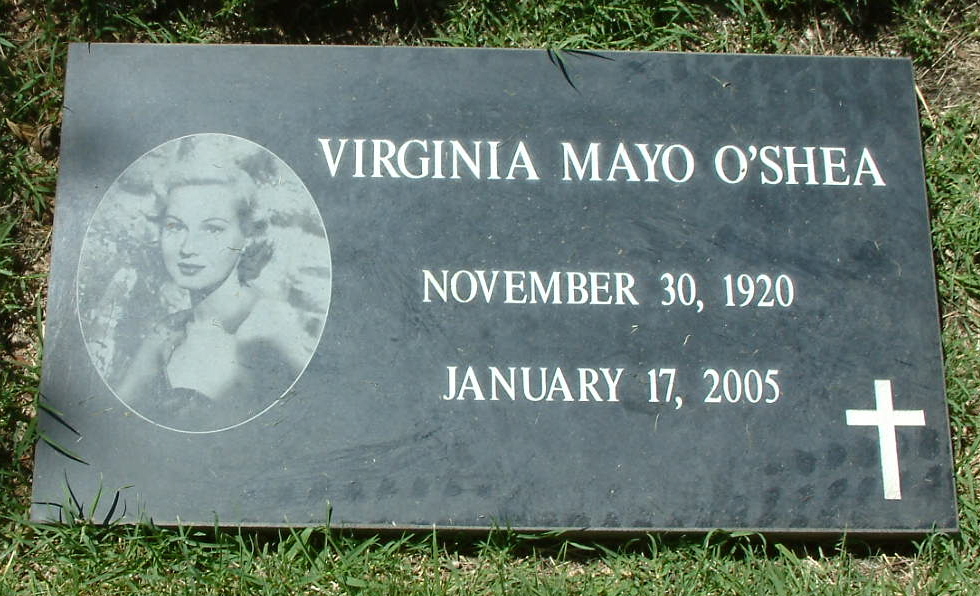 VIRGINIA MAYO O'SHEA
NOVEMBER 30, 1920
JANUARY 17, 2005